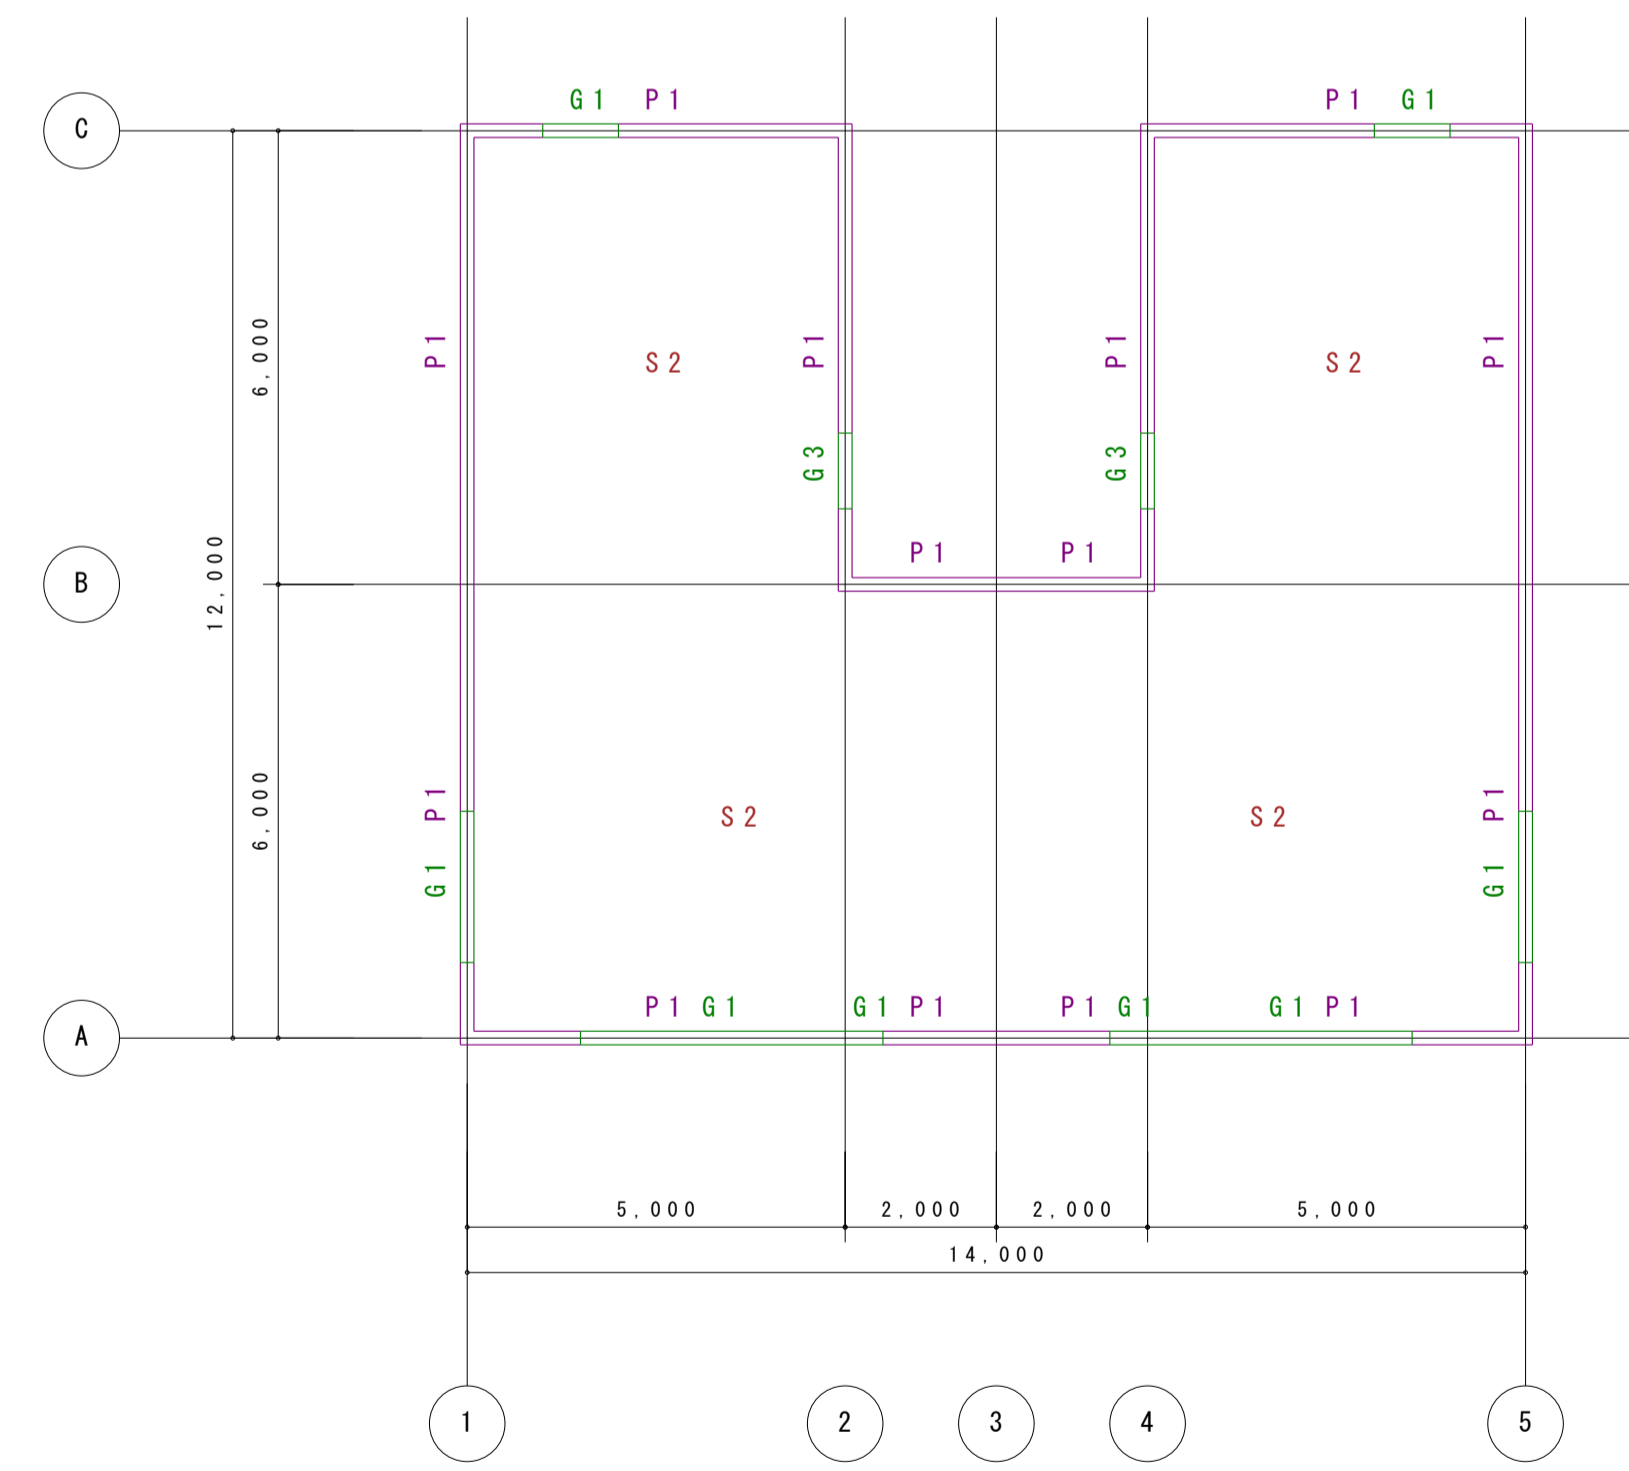 G1 P1 P1 G1
C
6,000
P1 S2 P1 P1 S2 P1
G3 G3
P1 P1
B
12,000
6,000
P1 S2 S2 P1
G1 G1
P1 G1 G1 P1 P1 G1 G1 P1
A
5,000 2,000 2,000 5,000
14,000
1 2 3 4 5